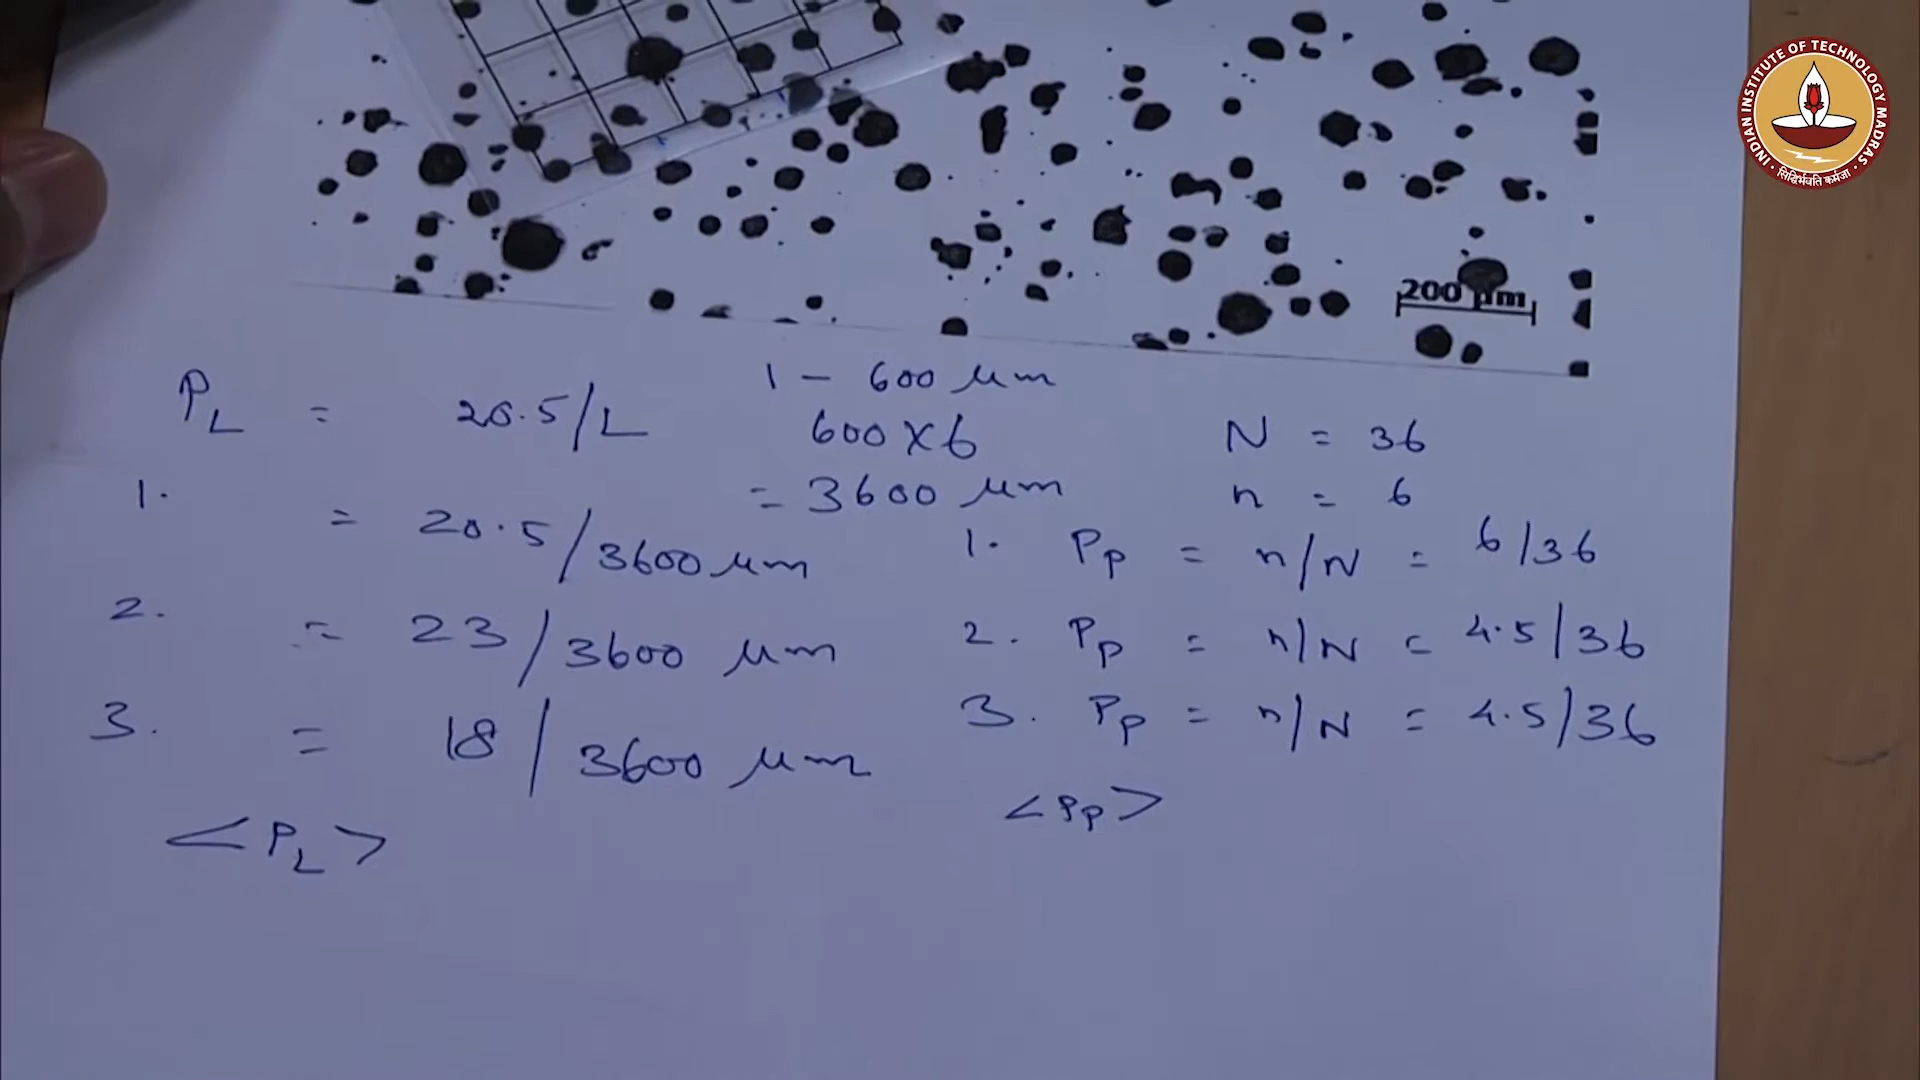 INDIAN INSTITUTE OF TECHNOLOGY MADRAS
सिद्धिर्भवति कर्मजा
200 µm
P_L = 20.5/L
1 - 600 µm
600 X 6
= 3600 µm
N = 36
n = 6
1. = 20.5/3600 µm
2. = 23/3600 µm
3. = 18/3600 µm
<P_L>
1. P_P = n/N = 6/36
2. P_P = n/N = 4.5/36
3. P_P = n/N = 4.5/36
<P_P>